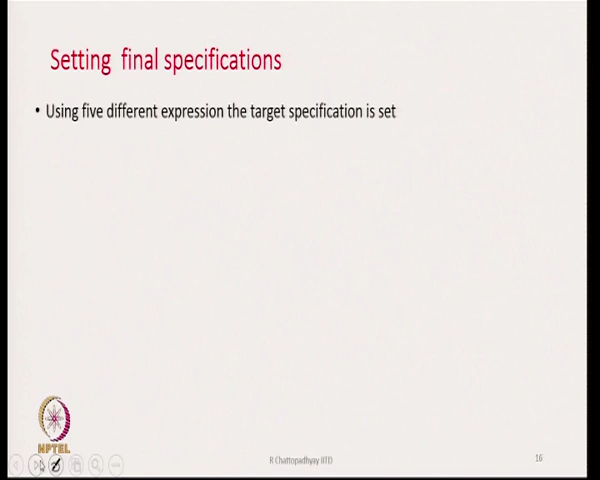 Setting final specifications
• Using five different expression the target specification is set
NPTEL
R Chattopadhyay IITD
16